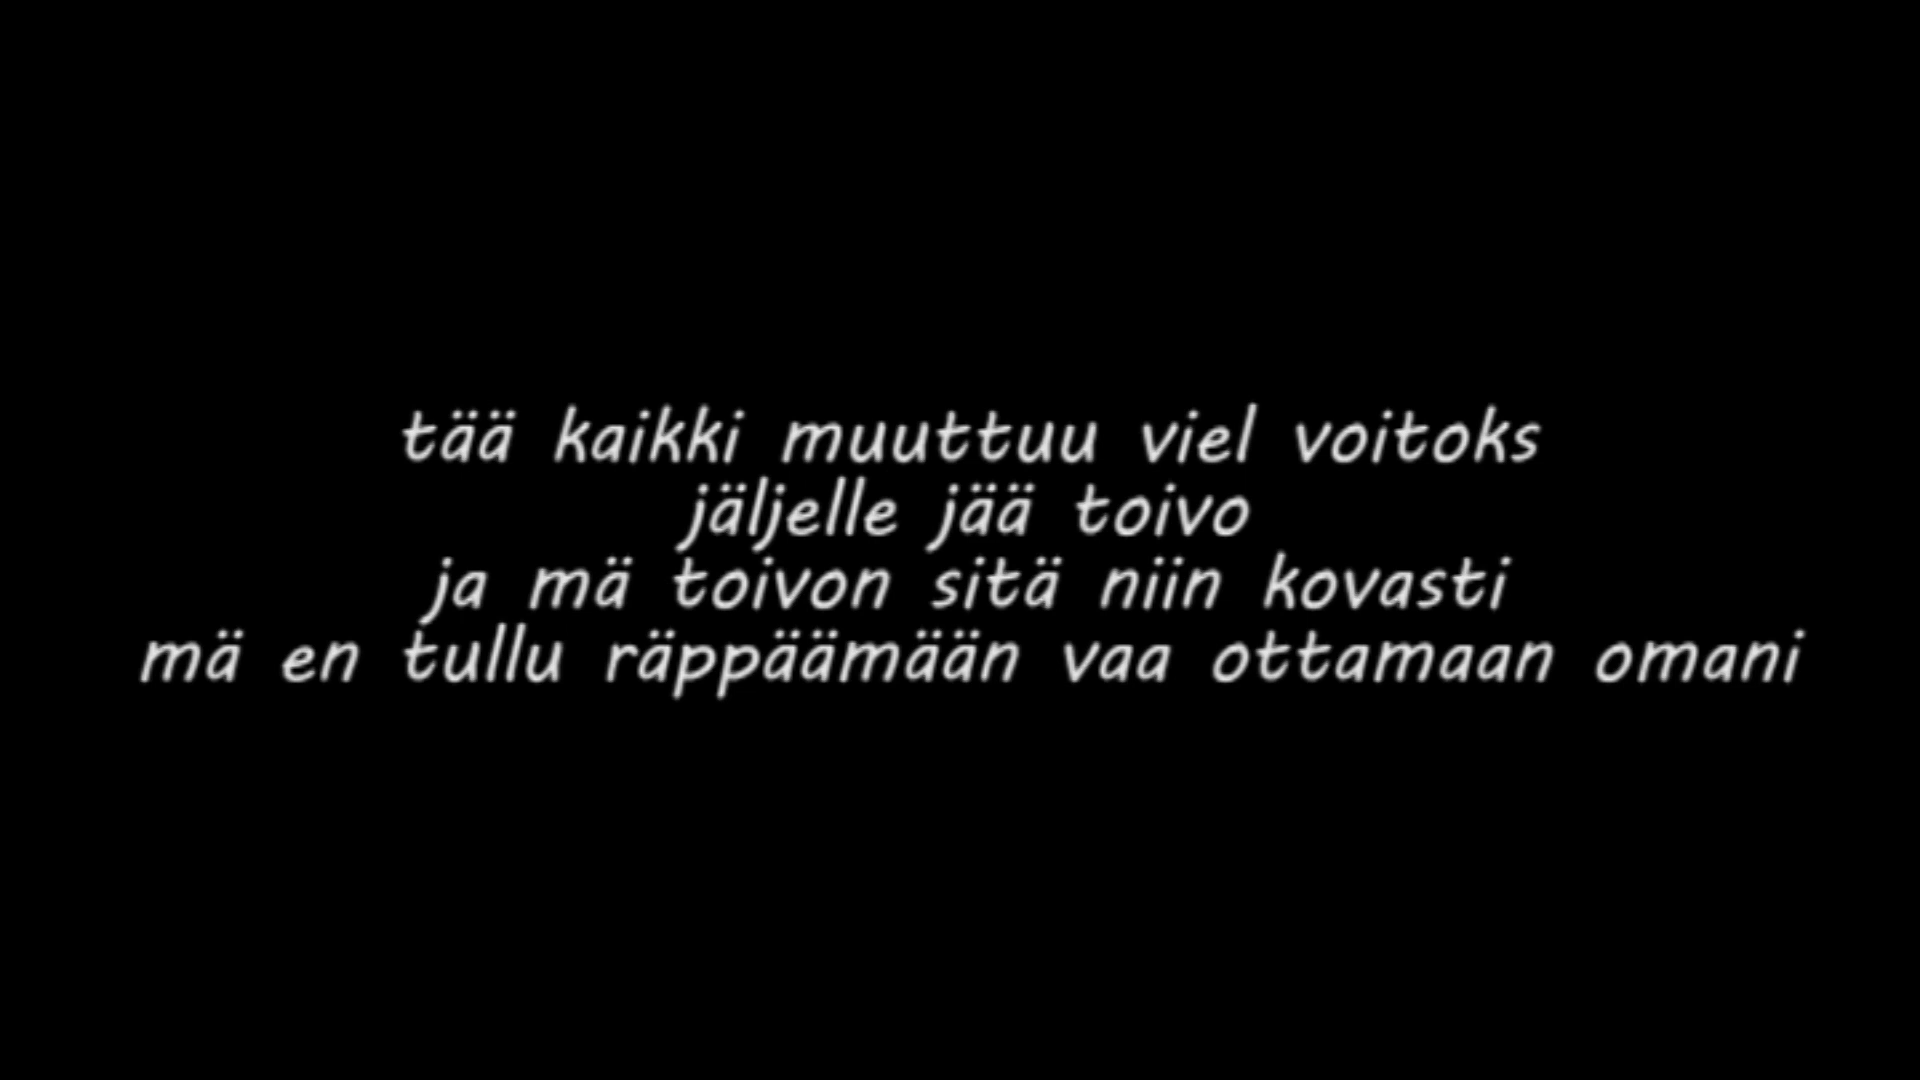 tää kaikki muuttuu viel voitoks
jäljelle jää toivo
ja mä toivon sitä niin kovasti
mä en tullu räppäämään vaa ottamaan omani